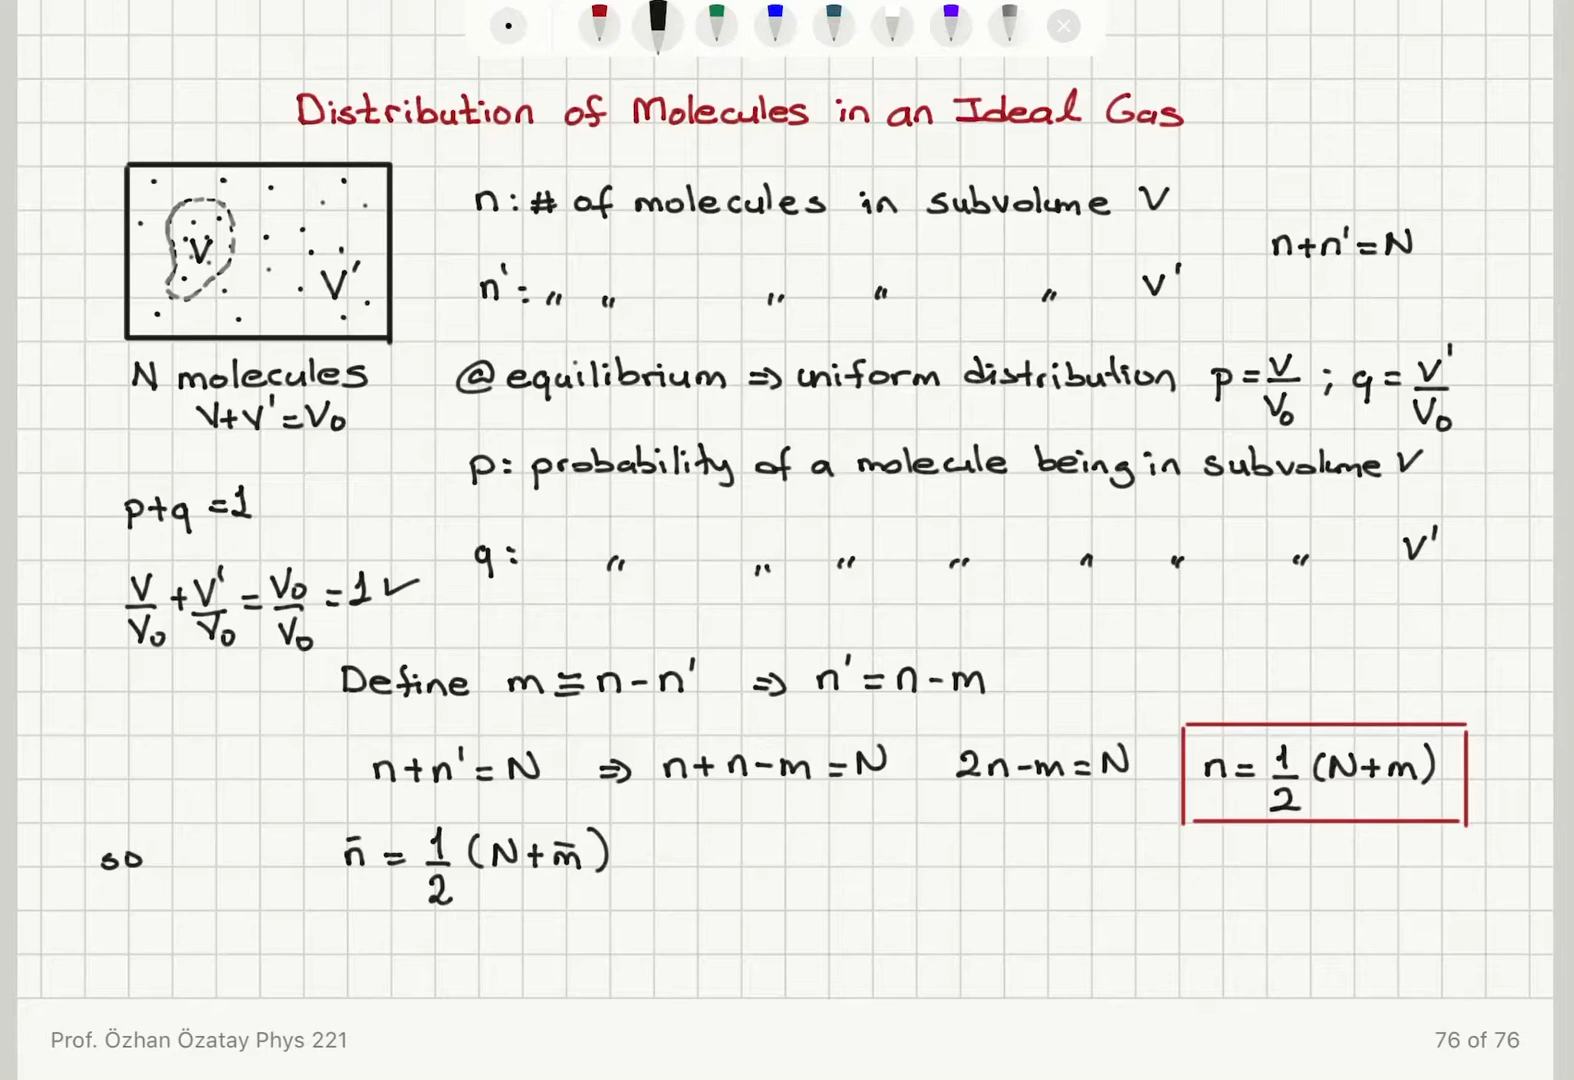 Distribution of Molecules in an Ideal Gas
V
V'
N molecules
V+V'=V₀
n: # of molecules in subvolume V
n': " " " " " V'
n+n'=N
@equilibrium ⇒ uniform distribution p=V/V₀ ; q=V'/V₀
p: probability of a molecule being in subvolume V
q: " " " " " " " V'
p+q=1
V/V₀ + V'/V₀ = V₀/V₀ = 1 ✓
Define m≡n-n' ⇒ n'=n-m
n+n'=N ⇒ n+n-m=N 2n-m=N n=1/2 (N+m)
so n̄ = 1/2 (N+m̄)
Prof. Özhan Özatay Phys 221
76 of 76